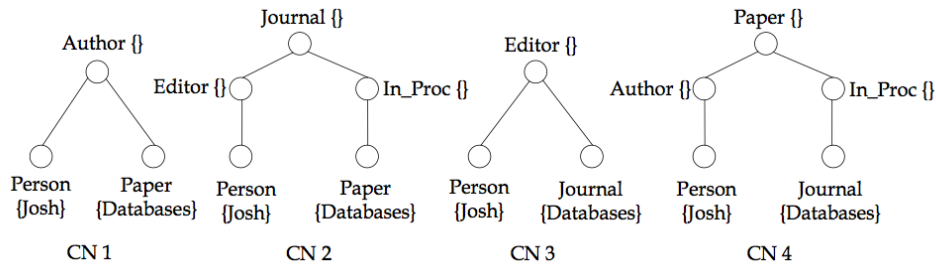 Author {}
Person
{Josh}
Paper
{Databases}
CN 1
Journal {}
Editor {}
In_Proc {}
Person
{Josh}
Paper
{Databases}
CN 2
Editor {}
Person
{Josh}
Journal
{Databases}
CN 3
Paper {}
Author {}
In_Proc {}
Person
{Josh}
Journal
{Databases}
CN 4